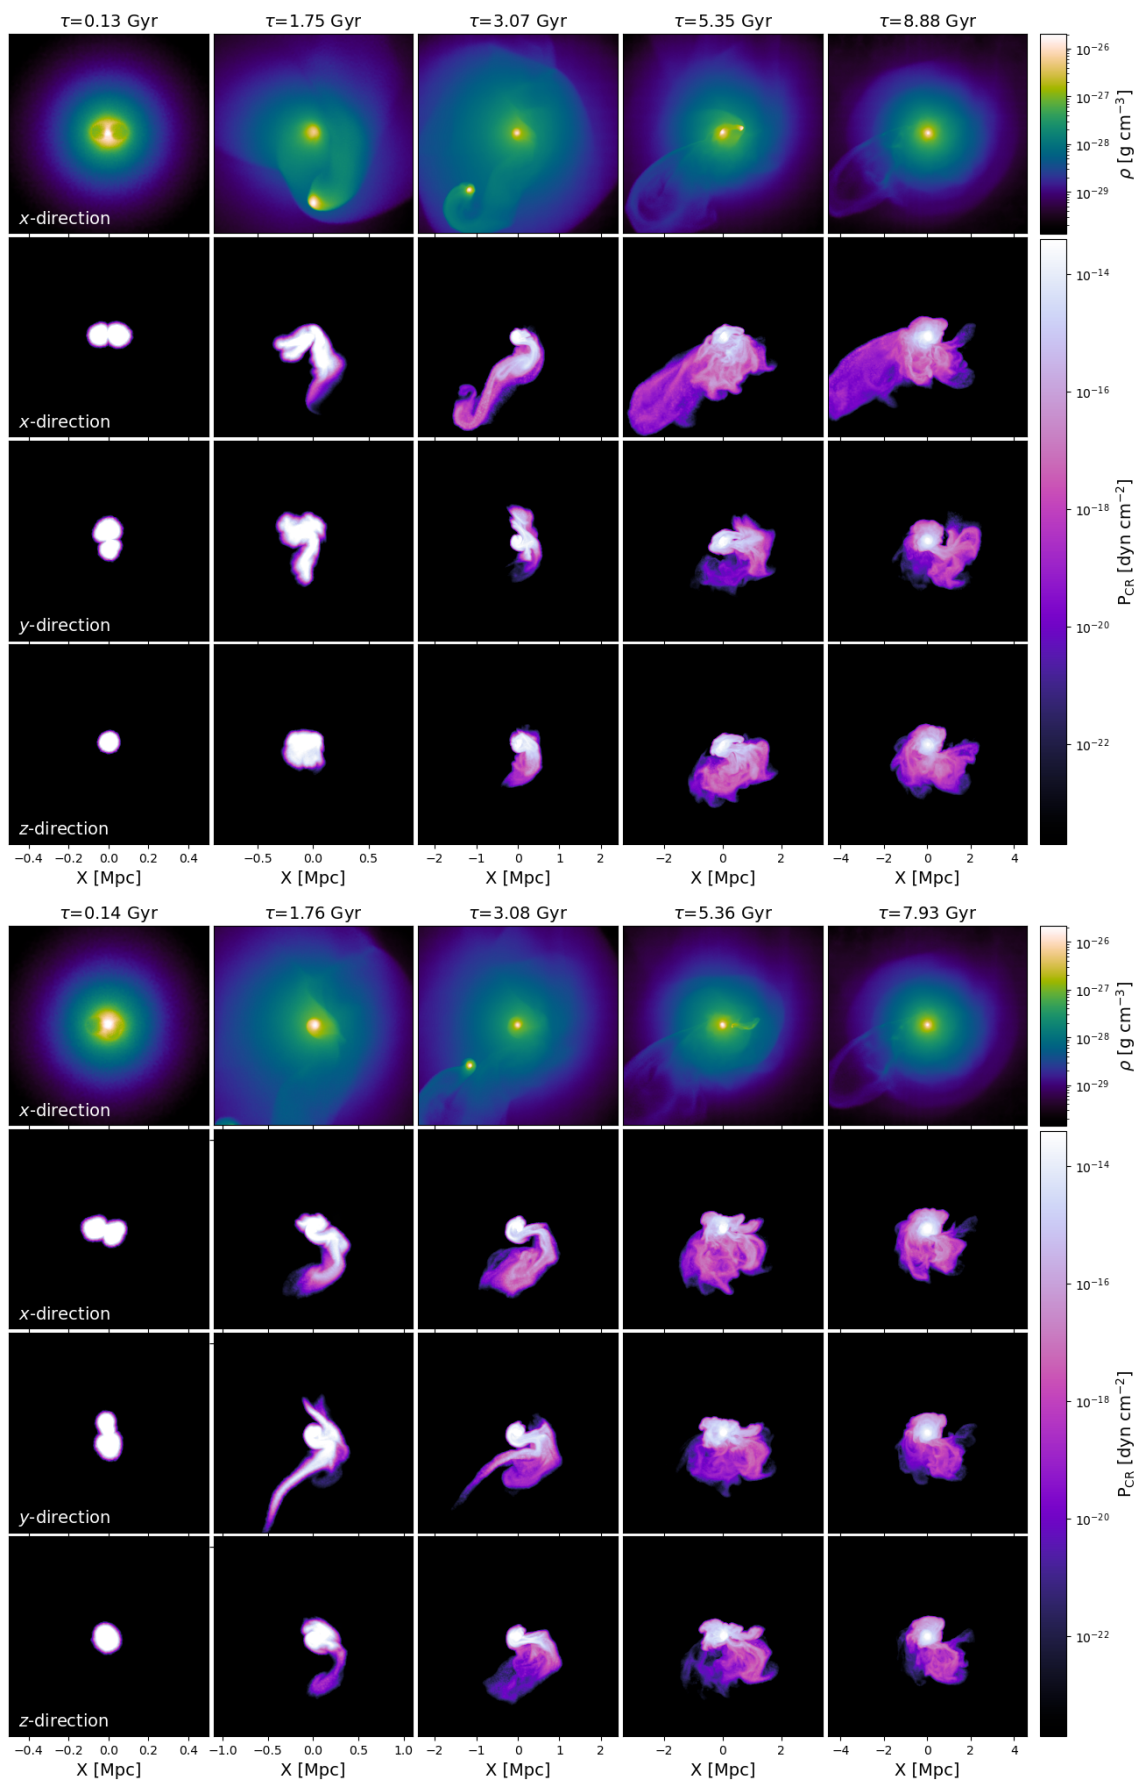 τ=0.13 Gyr τ=1.75 Gyr τ=3.07 Gyr τ=5.35 Gyr τ=8.88 Gyr
x-direction
10⁻²⁶
10⁻²⁷
10⁻²⁸
10⁻²⁹
ρ [g cm⁻³]
x-direction
y-direction
z-direction
10⁻¹⁴
10⁻¹⁶
10⁻¹⁸
10⁻²⁰
10⁻²²
P_CR [dyn cm⁻²]
−0.4 −0.2 0.0 0.2 0.4 −0.5 0.0 0.5 −2 −1 0 1 2 −2 0 2 −4 −2 0 2 4
X [Mpc] X [Mpc] X [Mpc] X [Mpc] X [Mpc]
τ=0.14 Gyr τ=1.76 Gyr τ=3.08 Gyr τ=5.36 Gyr τ=7.93 Gyr
x-direction
10⁻²⁶
10⁻²⁷
10⁻²⁸
10⁻²⁹
ρ [g cm⁻³]
x-direction
y-direction
z-direction
10⁻¹⁴
10⁻¹⁶
10⁻¹⁸
10⁻²⁰
10⁻²²
P_CR [dyn cm⁻²]
−0.4 −0.2 0.0 0.2 0.4 −1.0 −0.5 0.0 0.5 1.0 −2 −1 0 1 2 −2 0 2 −4 −2 0 2 4
X [Mpc] X [Mpc] X [Mpc] X [Mpc] X [Mpc]